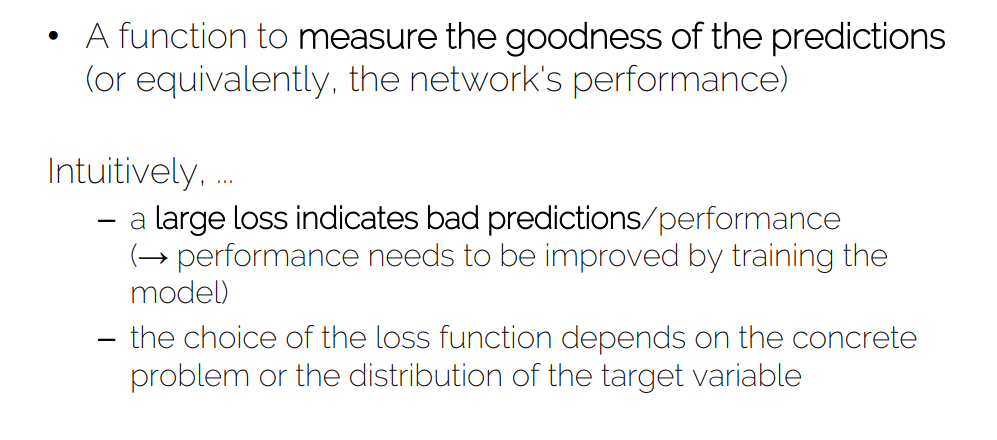 • A function to measure the goodness of the predictions
(or equivalently, the network's performance)
Intuitively, ...
– a large loss indicates bad predictions/performance
(→ performance needs to be improved by training the
model)
– the choice of the loss function depends on the concrete
problem or the distribution of the target variable